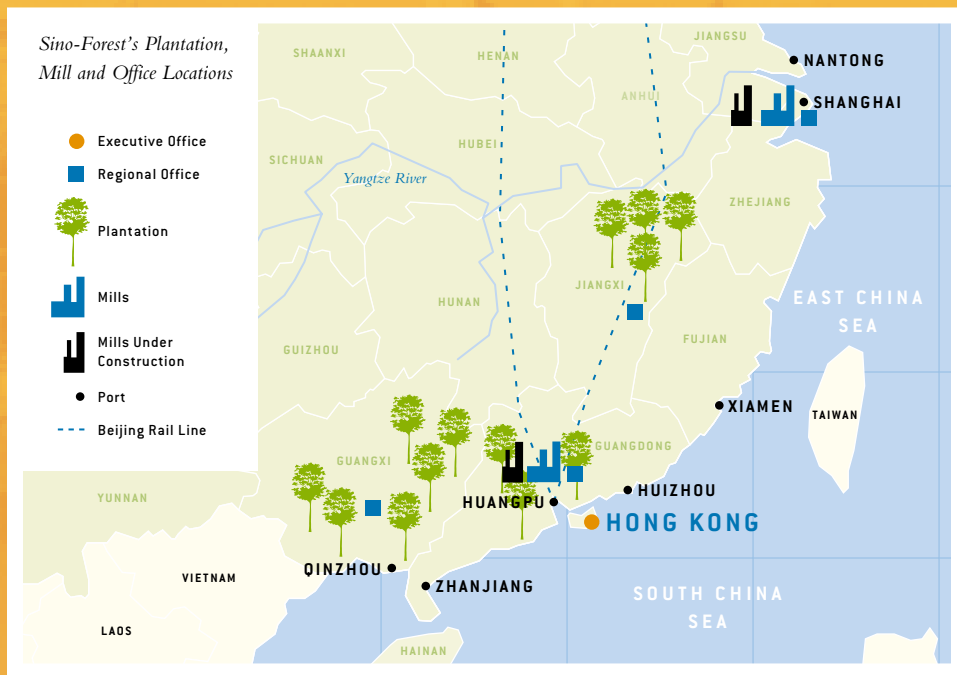 Sino-Forest's Plantation,
Mill and Office Locations
Executive Office
Regional Office
Plantation
Mills
Mills Under
Construction
Port
Beijing Rail Line
SHAANXI
HENAN
JIANGSU
NANTONG
ANHUI
SHANGHAI
HUBEI
SICHUAN
Yangtze River
ZHEJIANG
JIANGXI
HUNAN
EAST CHINA
SEA
GUIZHOU
FUJIAN
XIAMEN
TAIWAN
GUANGXI
GUANGDONG
YUNNAN
HUANGPU
HUIZHOU
HONG KONG
QINZHOU
VIETNAM
ZHANJIANG
SOUTH CHINA
SEA
LAOS
HAINAN